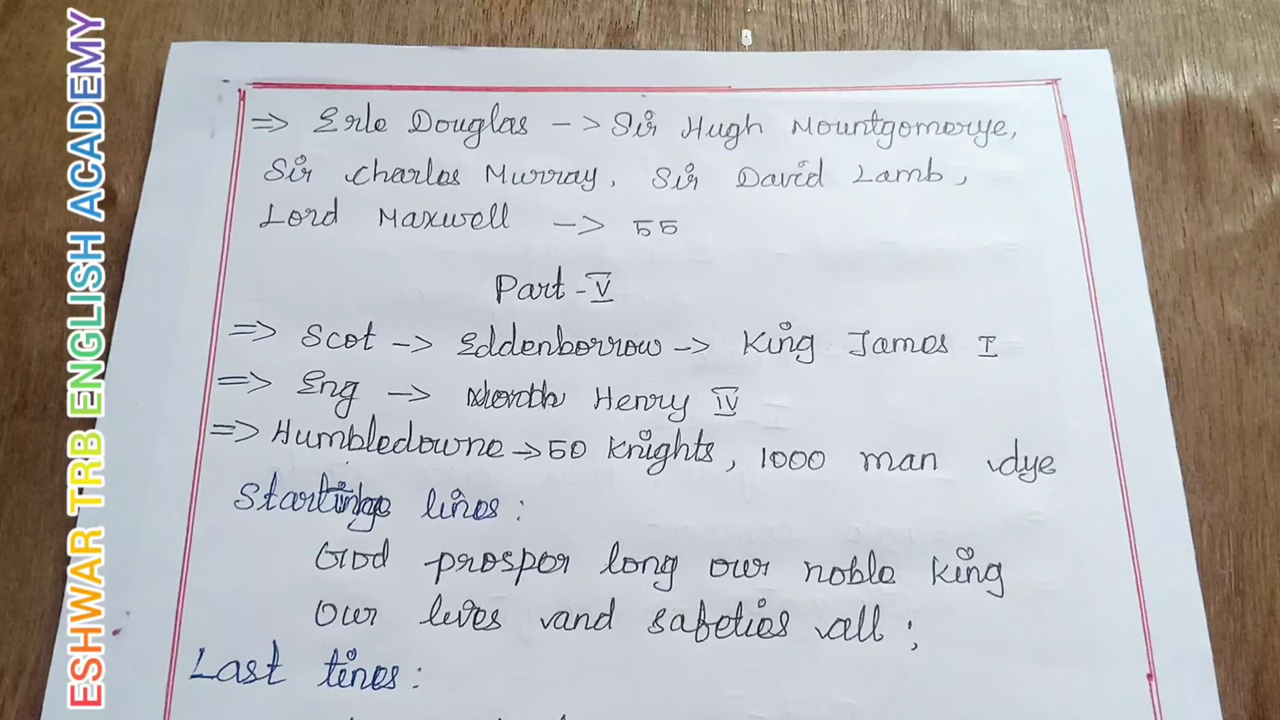 ESHWAR TRB ENGLISH ACADEMY
=> Erle Douglas -> Sir Hugh Mountgomerye,
Sir Charles Murray, Sir David Lamb,
Lord Maxwell -> 55
Part - V
=> Scot -> Eddenborrow -> King James I
=> Eng -> North Henry IV
=> Humbledowne -> 50 Knights, 1000 man dye
Starting lines:
God prosper long our noble King
Our lives and safeties all;
Last lines: